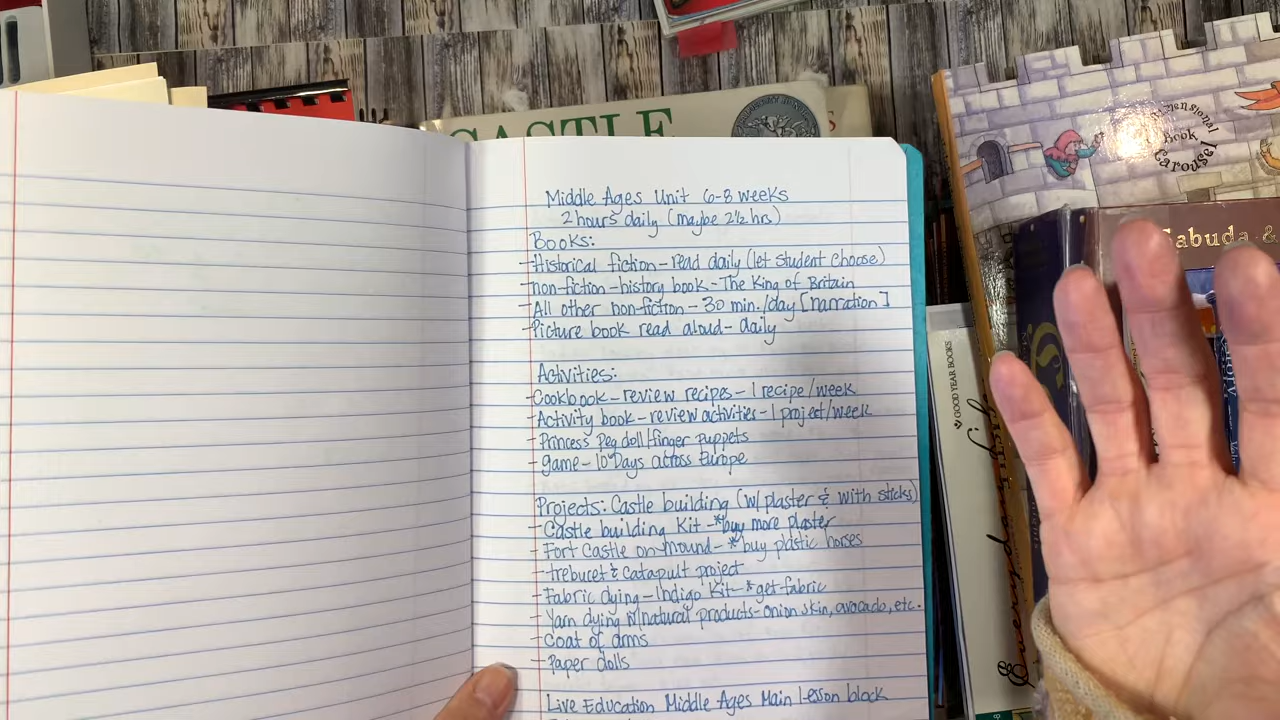 CASTLE
Middle Ages Unit 6-8 weeks
2 hours daily (maybe 2½ hrs)
Books:
-Historical fiction-read daily (let student choose)
-non-fiction-history book-The King of Britain
-All other non-fiction-30 min./day [narration]
-Picture book read aloud-daily
Activities:
-Cookbook-review recipes-1 recipe/week
-Activity book-review activities-1 project/week
-Princess peg doll/finger puppets
-game-10 Days across Europe
Projects: Castle building (w/plaster & with sticks)
-Castle building Kit-*buy more plaster
-Fort Castle on mound-*buy plastic horses
-trebucet & catapult project
-Fabric dying-Indigo Kit-*get fabric
-Yarn dying w/natural products-onion skin, avocado, etc.
-Coat of arms
-Paper dolls
Live Education Middle Ages Main lesson block
Dimensional
Book
Carousel
Sabuda &
GOOD YEAR BOOKS